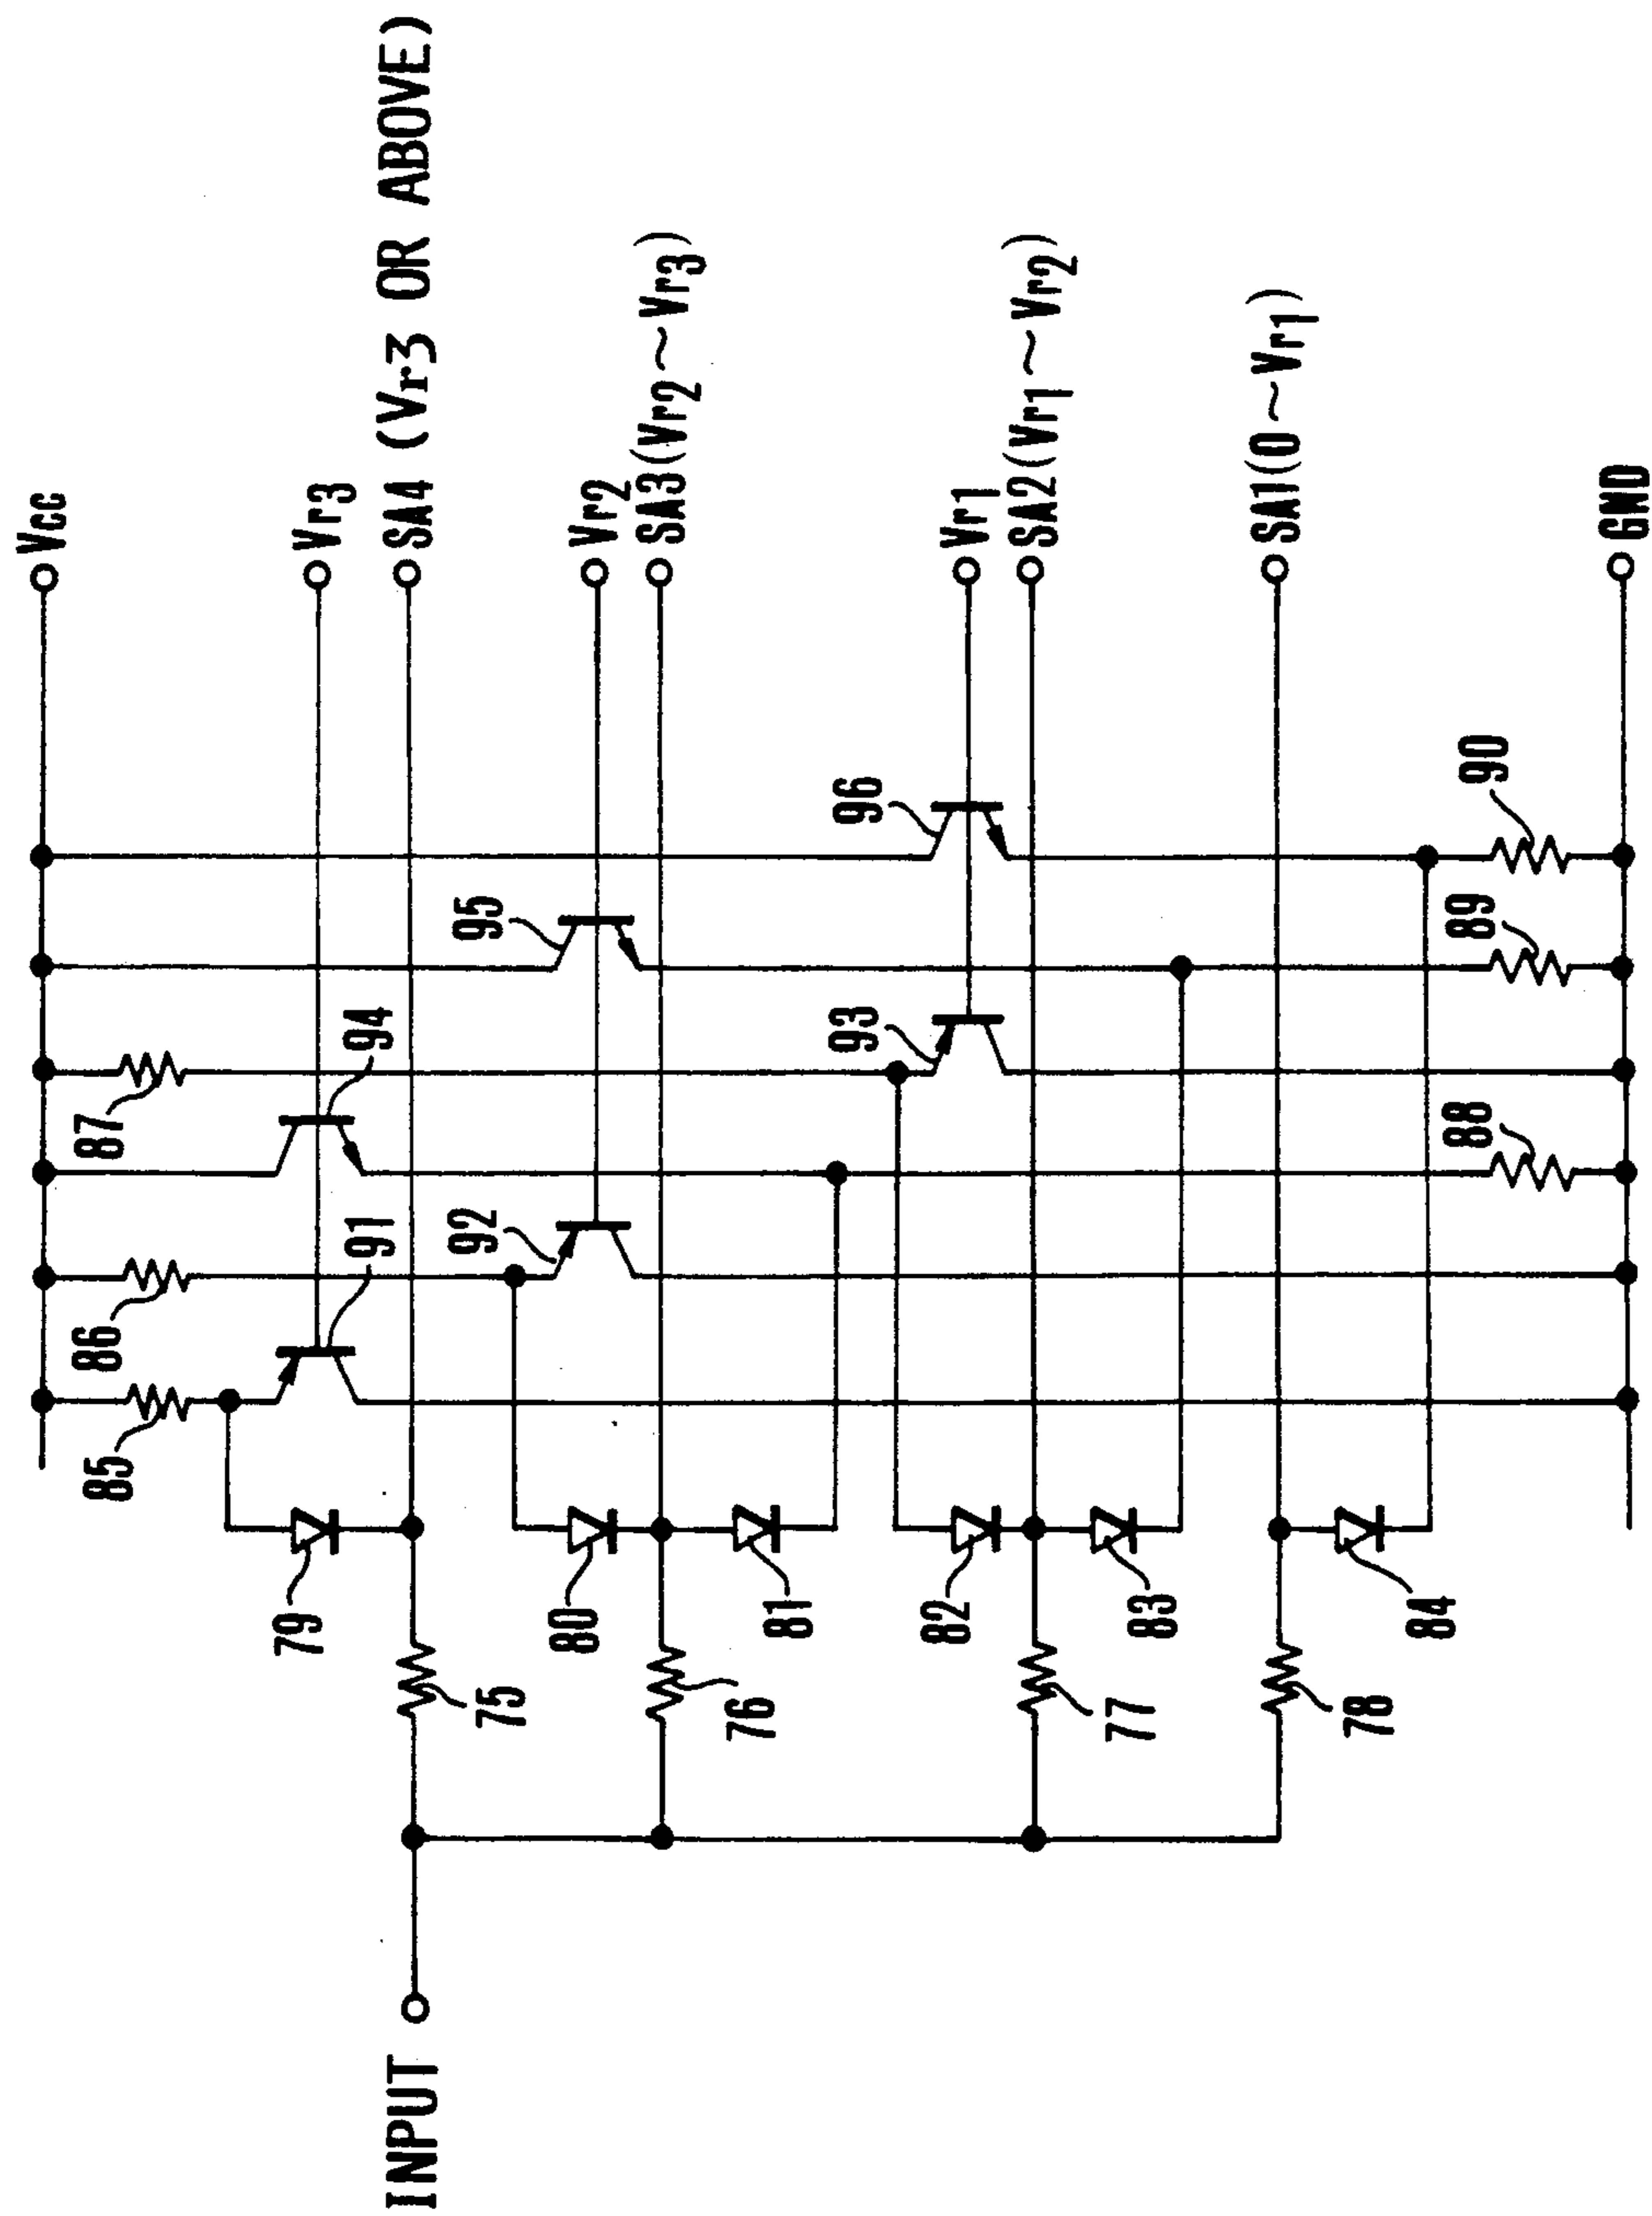 Vcc
Vr3
SA4 (Vr3 OR ABOVE)
Vr2
SA3(Vr2~Vr3)
Vr1
SA2(Vr1~Vr2)
SA1(0~Vr1)
GND
INPUT
75
76
77
78
79
80
81
82
83
84
85
86
87
88
89
90
91
92
93
94
95
96